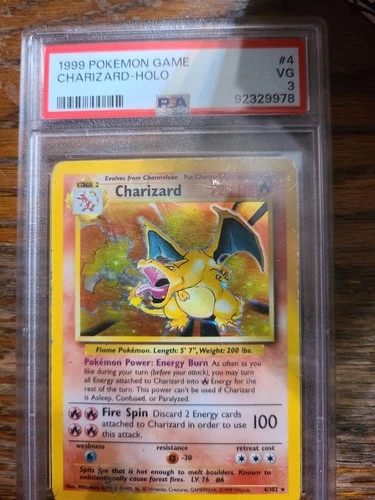 1999 POKEMON GAME #4
CHARIZARD-HOLO VG
3
PSA 92329978
Evolves from Charmeleon Put Char
STAGE 2
Charizard
Flame Pokémon. Length: 5' 7", Weight: 200 lbs.
Pokémon Power: Energy Burn As often as you
like during your turn (before your attack), you may turn
all Energy attached to Charizard into Energy for
the rest of the turn. This power can't be used if Charizard
is Asleep, Confused, or Paralyzed.
Fire Spin Discard 2 Energy cards
attached to Charizard in order to use 100
this attack.
weakness resistance retreat cost
-30
Spits fire that is hot enough to melt boulders. Known to
unintentionally cause forest fires. LV. 76 #6
4/102